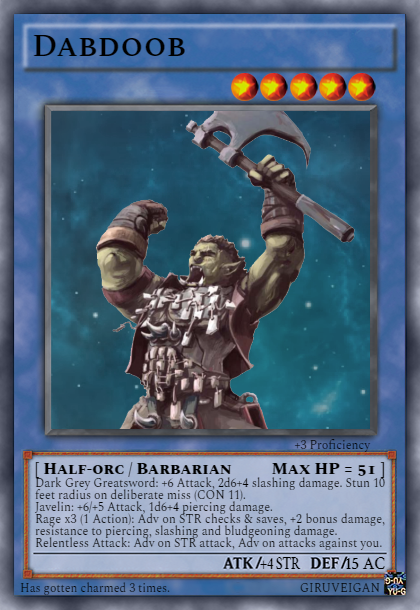 Dabdoob
+3 Proficiency
[ Half-orc / Barbarian Max HP = 51 ]
Dark Grey Greatsword: +6 Attack, 2d6+4 slashing damage. Stun 10
feet radius on deliberate miss (CON 11).
Javelin: +6/+5 Attack, 1d6+4 piercing damage.
Rage x3 (1 Action): Adv on STR checks & saves, +2 bonus damage,
resistance to piercing, slashing and bludgeoning damage.
Relentless Attack: Adv on STR attack, Adv on attacks against you.
ATK /+4 STR DEF/15 AC
Has gotten charmed 3 times.
GIRUVEIGAN